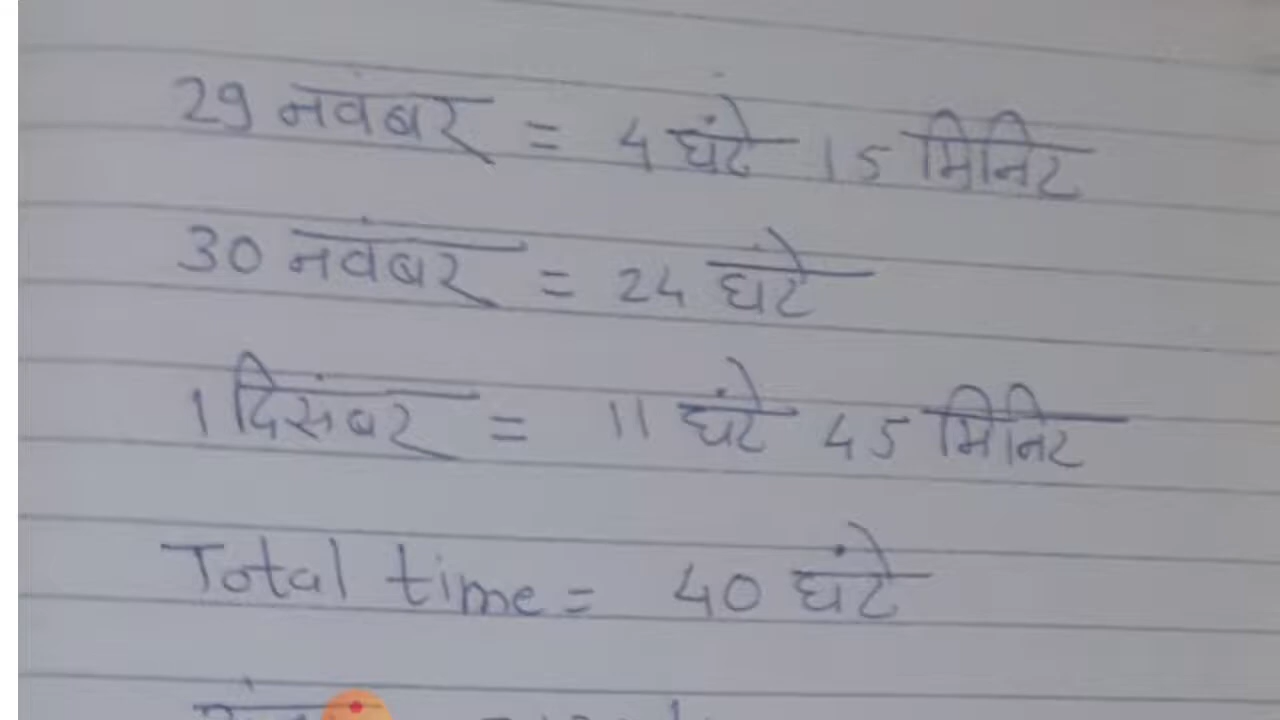 29 नवंबर = 4 घंटे 15 मिनिट
30 नवंबर = 24 घंटे
1 दिसंबर = 11 घंटे 45 मिनिट
Total time = 40 घंटे